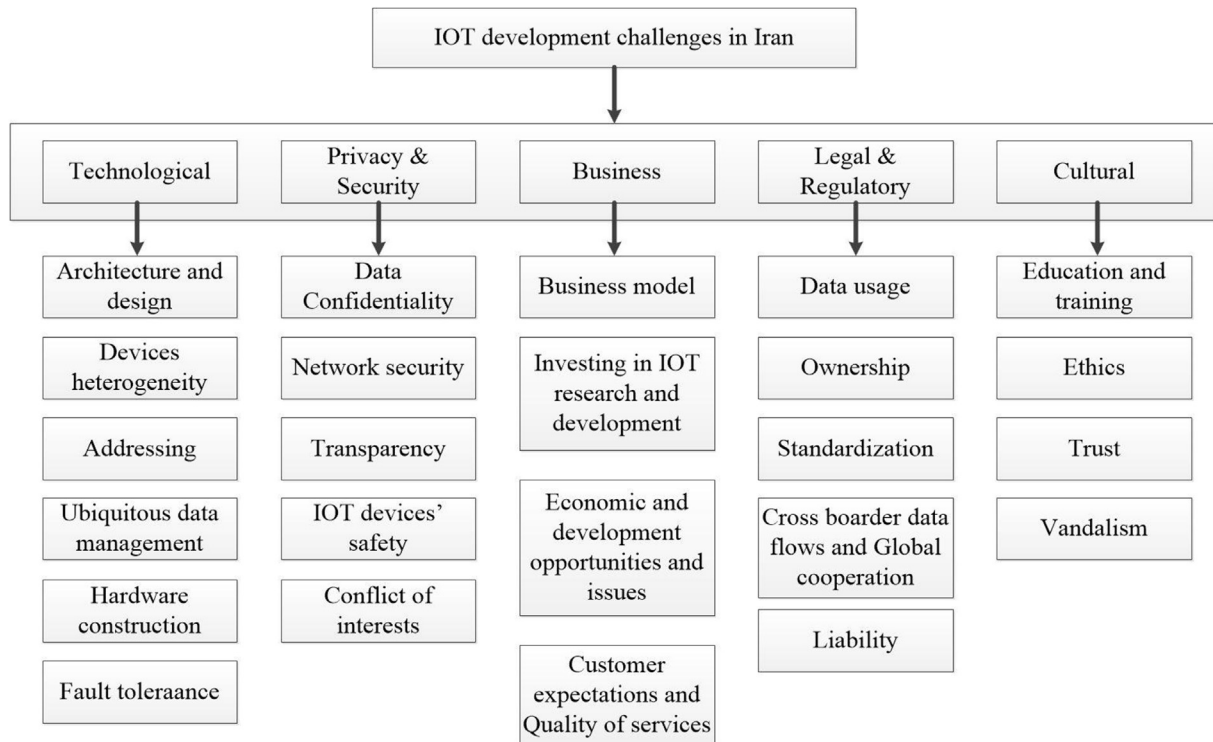 IOT development challenges in Iran
Technological
Privacy &
Security
Business
Legal &
Regulatory
Cultural
Architecture and
design
Devices
heterogeneity
Addressing
Ubiquitous data
management
Hardware
construction
Fault toleraance
Data
Confidentiality
Network security
Transparency
IOT devices’
safety
Conflict of
interests
Business model
Investing in IOT
research and
development
Economic and
development
opportunities and
issues
Customer
expectations and
Quality of services
Data usage
Ownership
Standardization
Cross boarder data
flows and Global
cooperation
Liability
Education and
training
Ethics
Trust
Vandalism